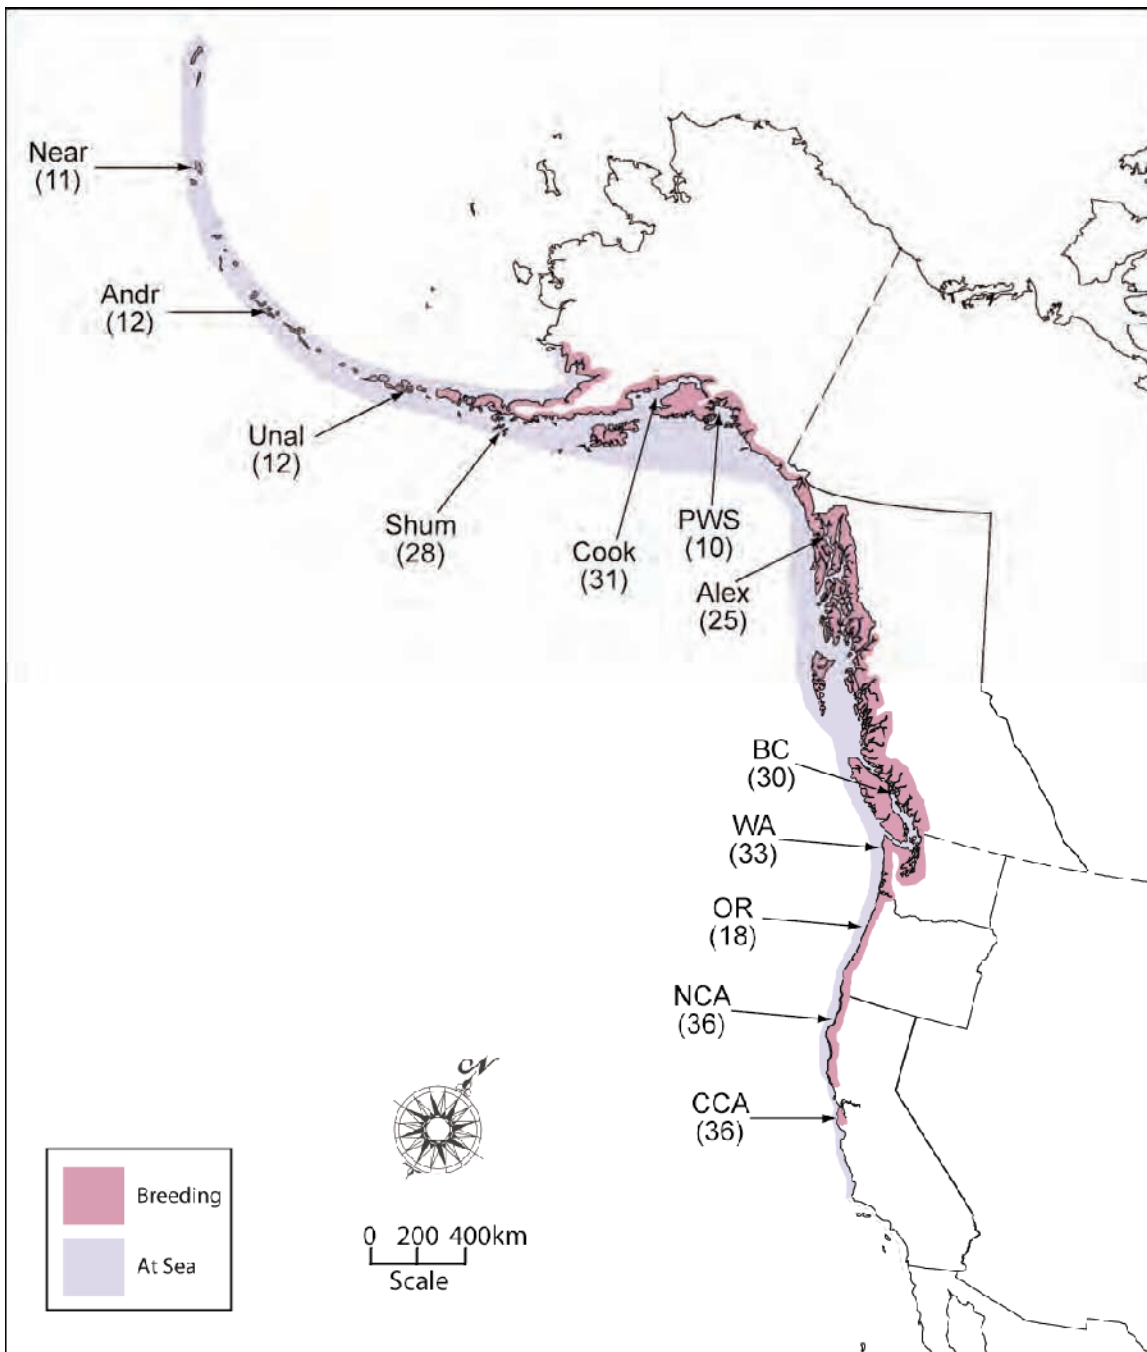 Near
(11)
Andr
(12)
Unal
(12)
Shum
(28)
Cook
(31)
PWS
(10)
Alex
(25)
BC
(30)
WA
(33)
OR
(18)
NCA
(36)
CCA
(36)
N
Breeding
At Sea
0 200 400km
Scale